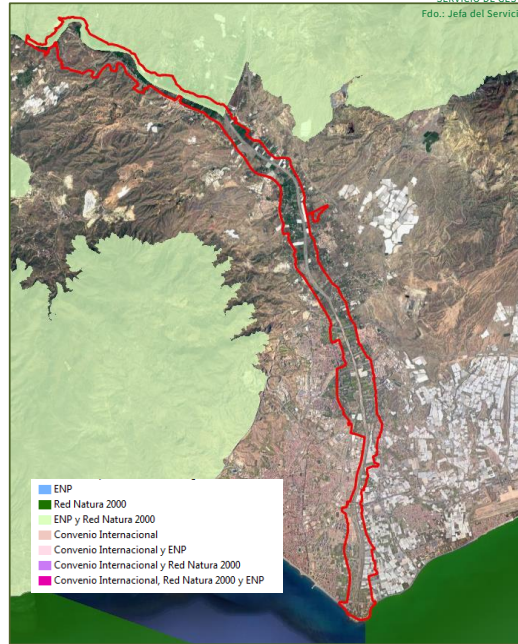 Fdo.: Jefa del Servici
ENP
Red Natura 2000
ENP y Red Natura 2000
Convenio Internacional
Convenio Internacional y ENP
Convenio Internacional y Red Natura 2000
Convenio Internacional, Red Natura 2000 y ENP